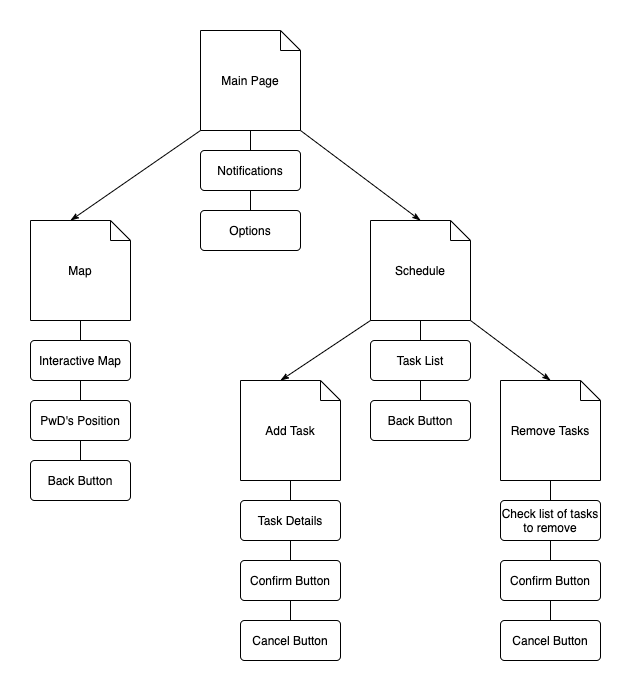 Main Page
Notifications
Options
Map
Schedule
Interactive Map
Task List
PwD's Position
Add Task
Back Button
Remove Tasks
Back Button
Task Details
Check list of tasks
to remove
Confirm Button
Confirm Button
Cancel Button
Cancel Button